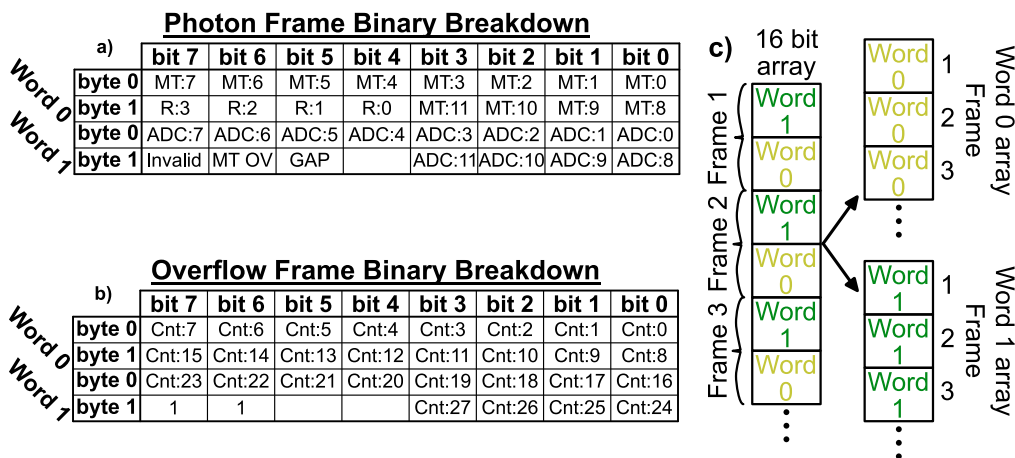 Photon Frame Binary Breakdown
a)
bit 7 bit 6 bit 5 bit 4 bit 3 bit 2 bit 1 bit 0
Word 0
byte 0 MT:7 MT:6 MT:5 MT:4 MT:3 MT:2 MT:1 MT:0
byte 1 R:3 R:2 R:1 R:0 MT:11 MT:10 MT:9 MT:8
Word 1
byte 0 ADC:7 ADC:6 ADC:5 ADC:4 ADC:3 ADC:2 ADC:1 ADC:0
byte 1 Invalid MT OV GAP ADC:11 ADC:10 ADC:9 ADC:8
Overflow Frame Binary Breakdown
b)
bit 7 bit 6 bit 5 bit 4 bit 3 bit 2 bit 1 bit 0
Word 0
byte 0 Cnt:7 Cnt:6 Cnt:5 Cnt:4 Cnt:3 Cnt:2 Cnt:1 Cnt:0
byte 1 Cnt:15 Cnt:14 Cnt:13 Cnt:12 Cnt:11 Cnt:10 Cnt:9 Cnt:8
Word 1
byte 0 Cnt:23 Cnt:22 Cnt:21 Cnt:20 Cnt:19 Cnt:18 Cnt:17 Cnt:16
byte 1 1 1 Cnt:27 Cnt:26 Cnt:25 Cnt:24
c)
16 bit
array
Frame 1
Word
1
Word
0
Frame 2
Word
1
Word
0
Frame 3
Word
1
Word
0
Word
0
1
Word
0
2
Word
0
3
Frame
Word 0 array
Word
1
1
Word
1
2
Word
1
3
Frame
Word 1 array